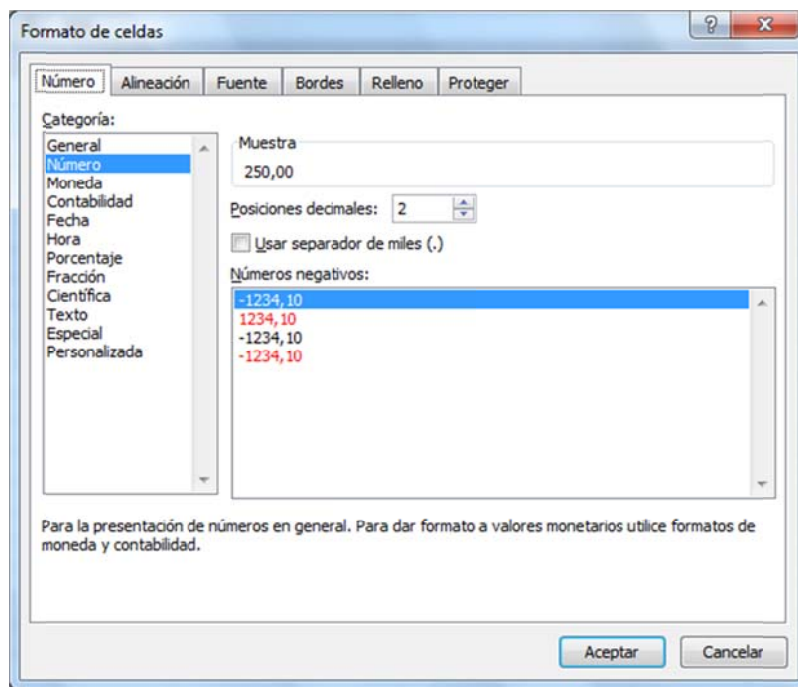 Formato de celdas
?
Número Alineación Fuente Bordes Relleno Proteger
Categoría:
General
Número
Moneda
Contabilidad
Fecha
Hora
Porcentaje
Fracción
Científica
Texto
Especial
Personalizada
Muestra
250,00
Posiciones decimales: 2
Usar separador de miles (.)
Números negativos:
-1234,10
1234,10
-1234,10
-1234,10
Para la presentación de números en general. Para dar formato a valores monetarios utilice formatos de
moneda y contabilidad.
Aceptar Cancelar